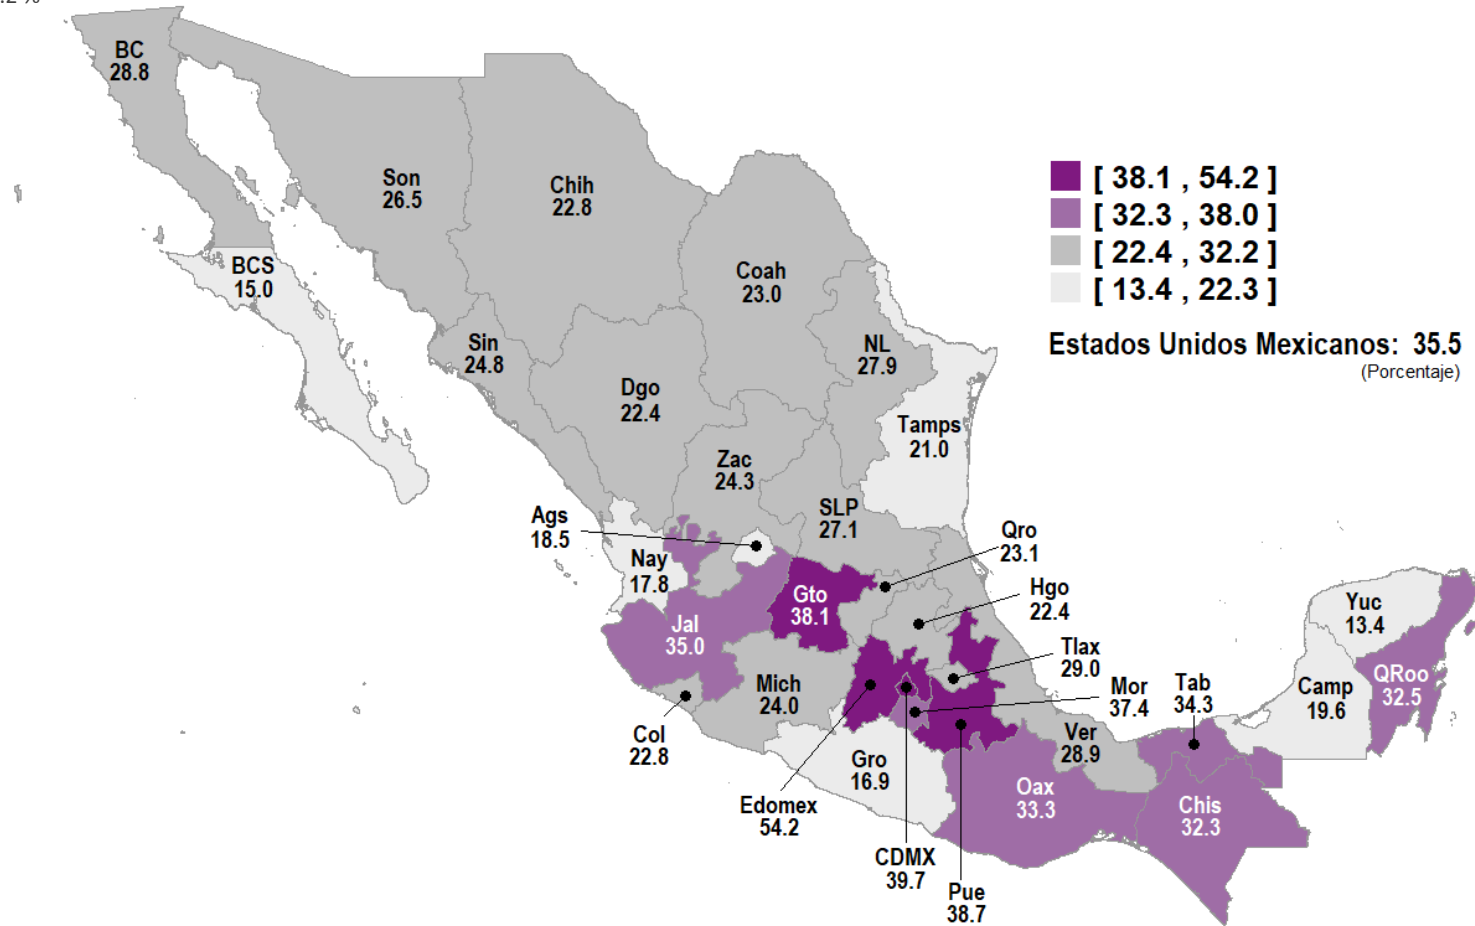 BC
28.8
Son
26.5
Chih
22.8
[ 38.1 , 54.2 ]
[ 32.3 , 38.0 ]
[ 22.4 , 32.2 ]
[ 13.4 , 22.3 ]
Estados Unidos Mexicanos: 35.5
(Porcentaje)
BCS
15.0
Coah
23.0
Sin
24.8
NL
27.9
Dgo
22.4
Tamps
21.0
Zac
24.3
SLP
27.1
Ags
18.5
Qro
23.1
Nay
17.8
Gto
38.1
Hgo
22.4
Yuc
13.4
Jal
35.0
Tlax
29.0
Mich
24.0
Mor
37.4
Tab
34.3
Camp
19.6
QRoo
32.5
Col
22.8
Ver
28.9
Gro
16.9
Oax
33.3
Chis
32.3
Edomex
54.2
CDMX
39.7
Pue
38.7